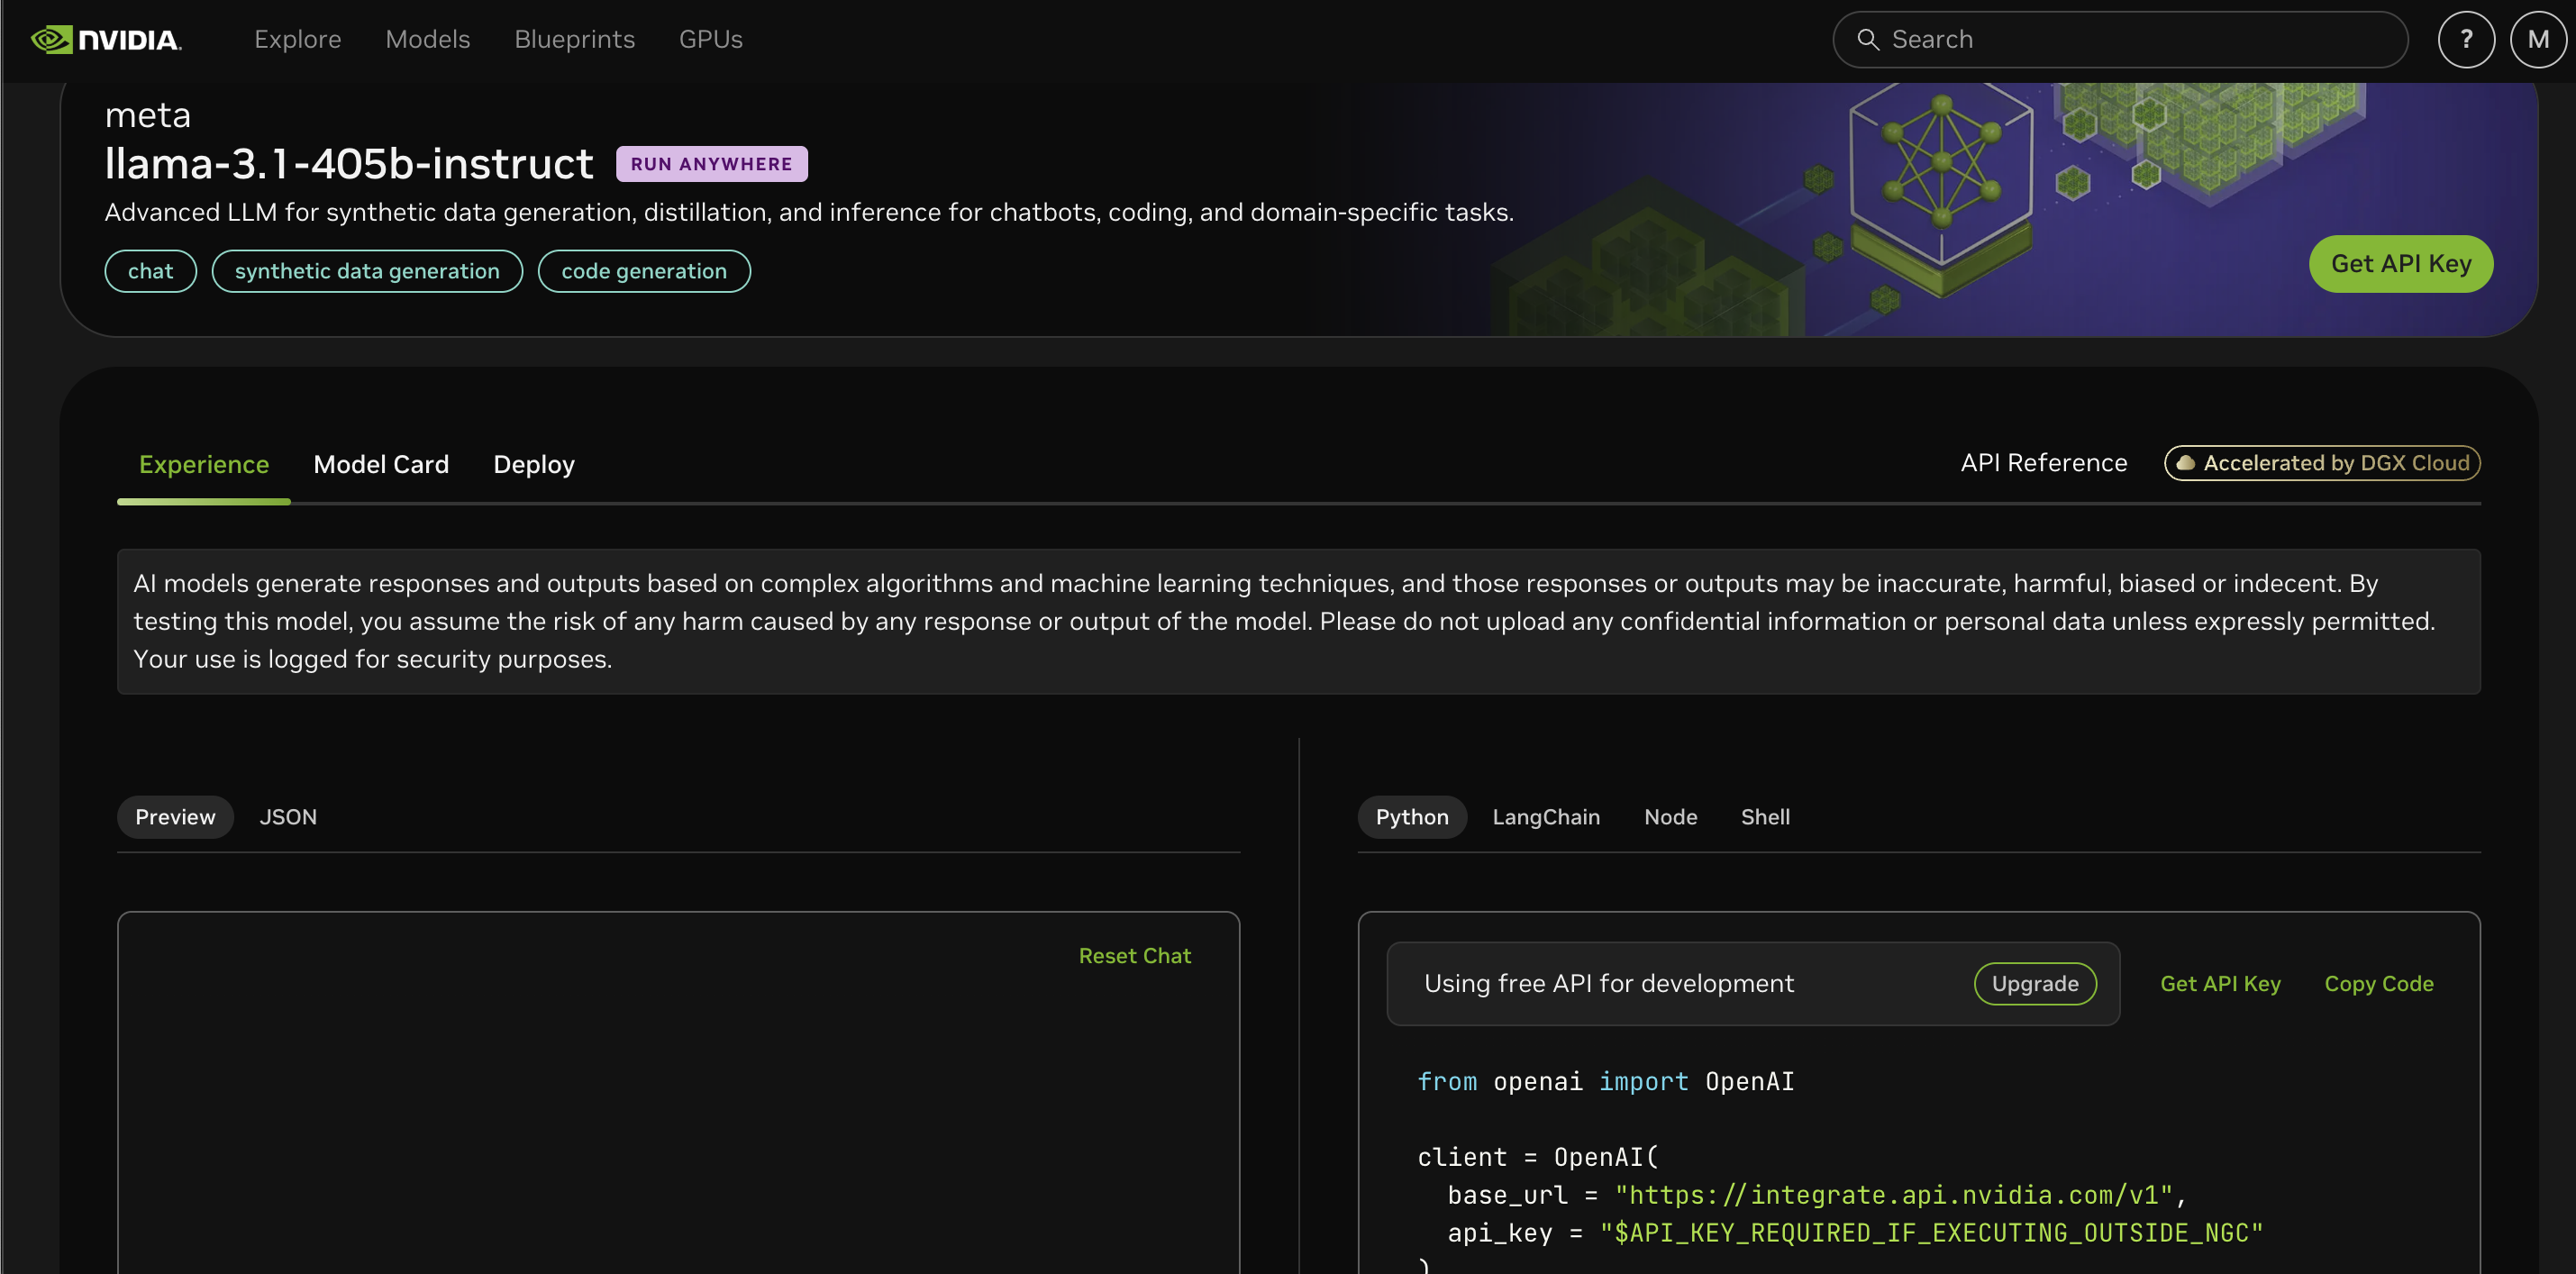 NVIDIA.
Explore Models Blueprints GPUs
Search
?
M
meta
llama-3.1-405b-instruct RUN ANYWHERE
Advanced LLM for synthetic data generation, distillation, and inference for chatbots, coding, and domain-specific tasks.
chat synthetic data generation code generation
Get API Key
Experience Model Card Deploy
API Reference Accelerated by DGX Cloud
AI models generate responses and outputs based on complex algorithms and machine learning techniques, and those responses or outputs may be inaccurate, harmful, biased or indecent. By
testing this model, you assume the risk of any harm caused by any response or output of the model. Please do not upload any confidential information or personal data unless expressly permitted.
Your use is logged for security purposes.
Preview JSON
Reset Chat
Python LangChain Node Shell
Using free API for development Upgrade Get API Key Copy Code
from openai import OpenAI
client = OpenAI(
base_url = "https://integrate.api.nvidia.com/v1",
api_key = "$API_KEY_REQUIRED_IF_EXECUTING_OUTSIDE_NGC"
)